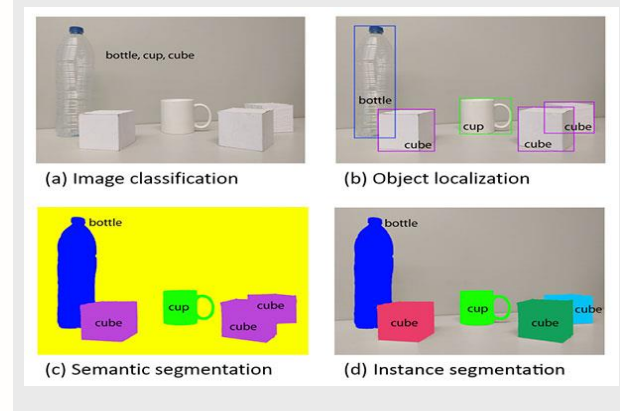 bottle, cup, cube
bottle
cup
cube
cube
cube
(a) Image classification
(b) Object localization
bottle
cup
cube
cube
cube
bottle
cup
cube
cube
cube
(c) Semantic segmentation
(d) Instance segmentation